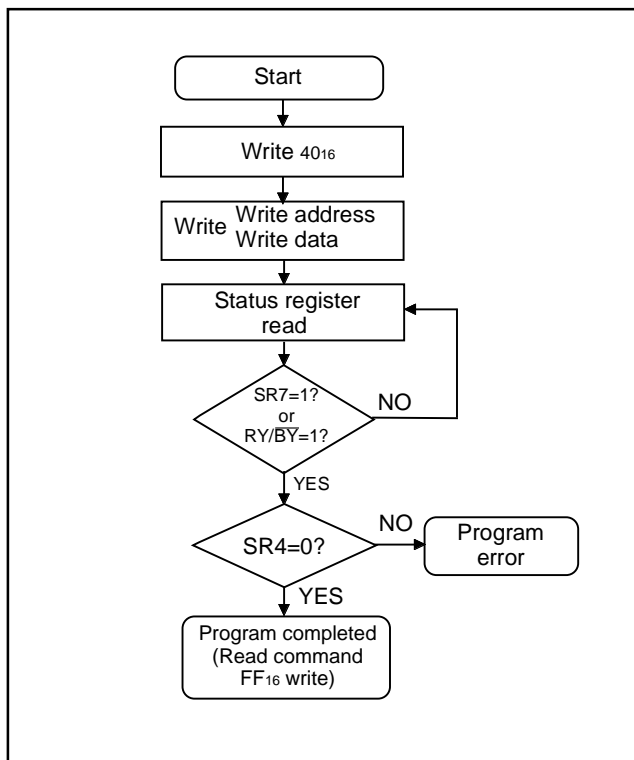 Start
Write 40₁₆
Write Write address
Write data
Status register
read
SR7=1?
or
RY/B̅Y̅=1?
NO
YES
SR4=0?
NO
Program
error
YES
Program completed
(Read command
FF₁₆ write)